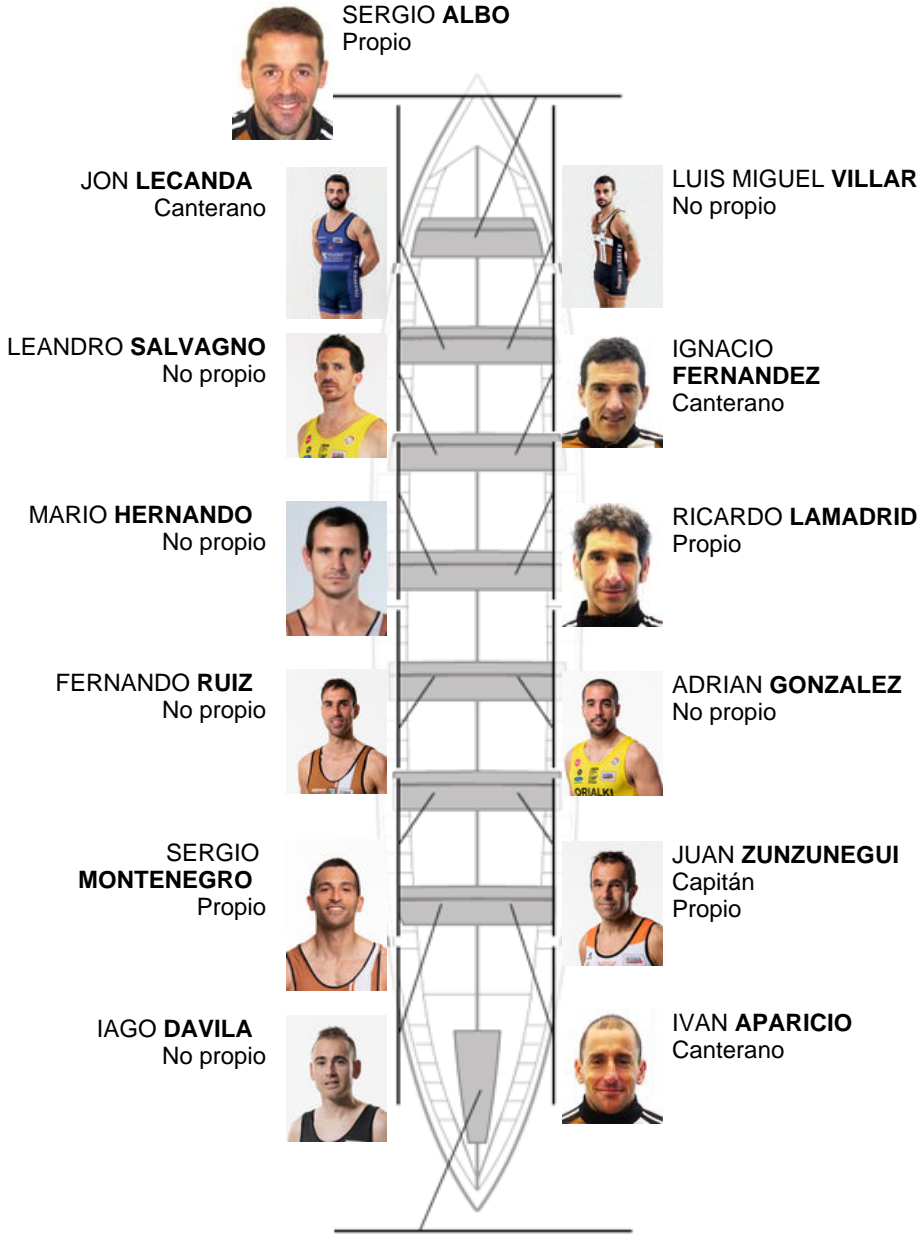 SERGIO ALBO
Propio
JON LECANDA
Canterano
LUIS MIGUEL VILLAR
No propio
LEANDRO SALVAGNO
No propio
IGNACIO
FERNANDEZ
Canterano
MARIO HERNANDO
No propio
RICARDO LAMADRID
Propio
FERNANDO RUIZ
No propio
ADRIAN GONZALEZ
No propio
ORIALKI
SERGIO
MONTENEGRO
Propio
JUAN ZUNZUNEGUI
Capitán
Propio
IAGO DAVILA
No propio
IVAN APARICIO
Canterano